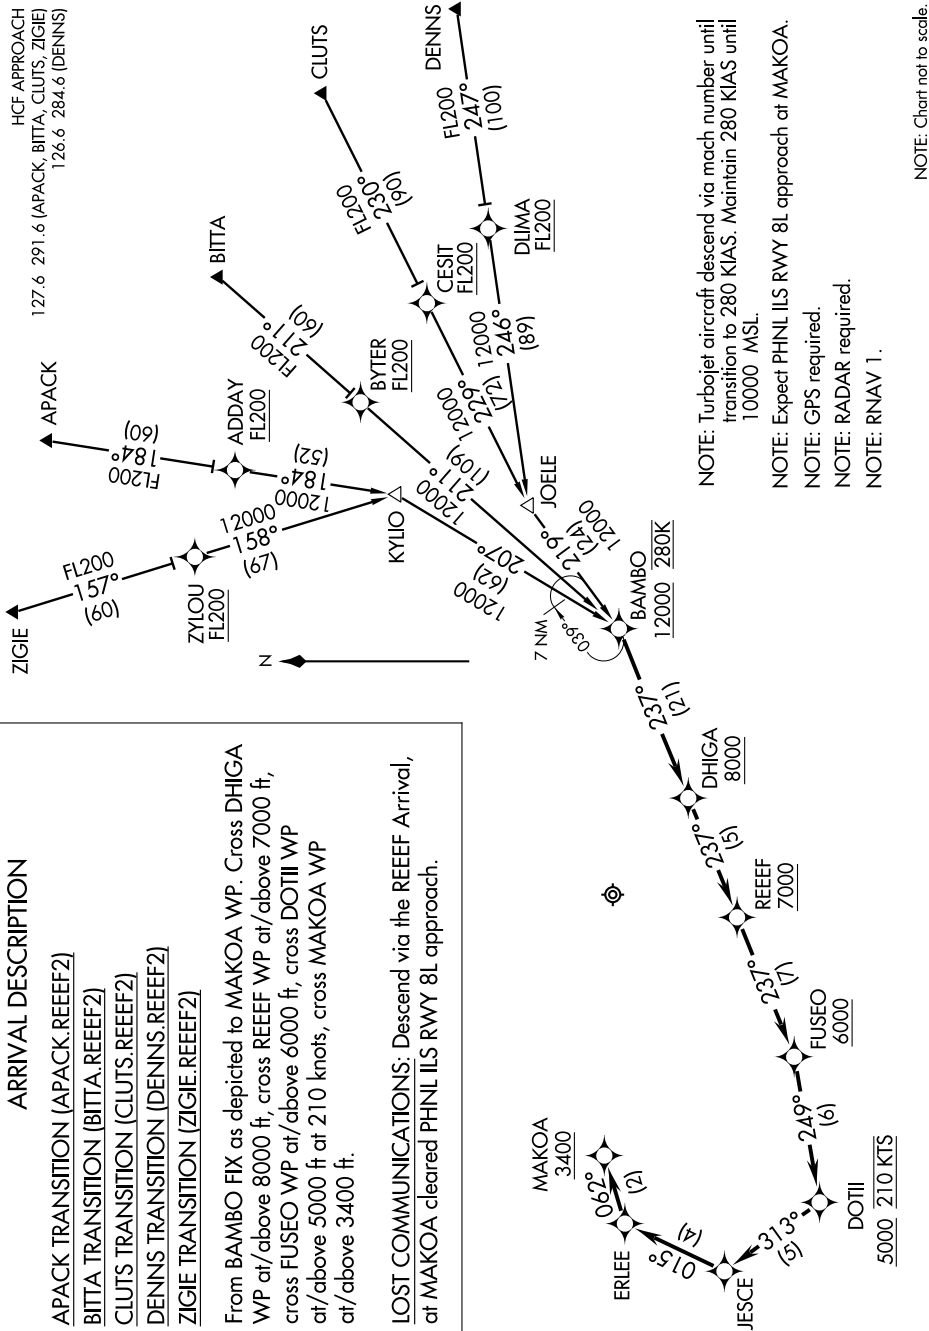 HCF APPROACH
127.6 291.6 (APACK, BITTA, CLUTS, ZIGIE)
126.6 284.6 (DENNS)
ARRIVAL DESCRIPTION
APACK TRANSITION (APACK.REEEF2)
BITTA TRANSITION (BITTA.REEEF2)
CLUTS TRANSITION (CLUTS.REEEF2)
DENNS TRANSITION (DENNS.REEEF2)
ZIGIE TRANSITION (ZIGIE.REEEF2)
From BAMBO FIX as depicted to MAKOA WP. Cross DHIGA
WP at/above 8000 ft, cross REEEF WP at/above 7000 ft,
cross FUSEO WP at/above 6000 ft, cross DOTII WP
at/above 5000 ft at 210 knots, cross MAKOA WP
at/above 3400 ft.
LOST COMMUNICATIONS: Descend via the REEEF Arrival,
at MAKOA cleared PHNL ILS RWY 8L approach.
ZIGIE
FL200
157°
(60)
ZYLOU
FL200
12000
158°
(67)
APACK
FL200
184°
(60)
ADDAY
FL200
12000
184°
(52)
KYLIO
12000
207°
(62)
BITTA
FL200
211°
(60)
BYTER
FL200
12000
211°
(109)
CLUTS
FL200
230°
(90)
CESIT
FL200
12000
229°
(72)
DENNS
FL200
247°
(100)
DLIMA
FL200
12000
246°
(89)
JOELE
219°
(24)
12000
N
7 NM
039°
BAMBO
12000 280K
237°
(21)
DHIGA
8000
237°
(5)
REEEF
7000
237°
(7)
FUSEO
6000
249°
(6)
DOTII
5000 210 KTS
313°
(5)
JESCE
015°
(4)
ERLEE
062°
(2)
MAKOA
3400
NOTE: Turbojet aircraft descend via mach number until
transition to 280 KIAS. Maintain 280 KIAS until
10000 MSL.
NOTE: Expect PHNL ILS RWY 8L approach at MAKOA.
NOTE: GPS required.
NOTE: RADAR required.
NOTE: RNAV 1.
NOTE: Chart not to scale.